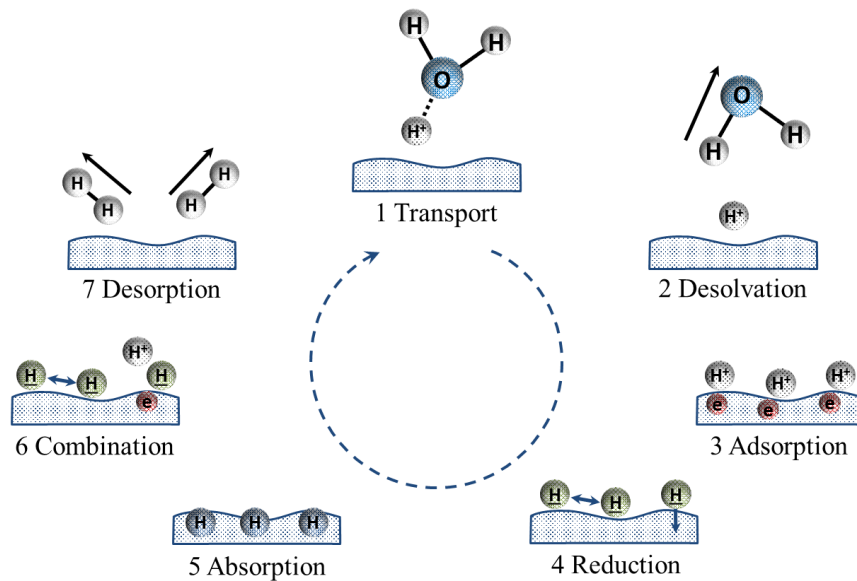 H
H
O
H⁺
1 Transport
O
H
H
H⁺
2 Desolvation
H⁺
H⁺
H⁺
e
e
e
3 Adsorption
H
H
H
4 Reduction
H
H
H
5 Absorption
H⁺
H
H
H
e
6 Combination
H
H
H
H
7 Desorption